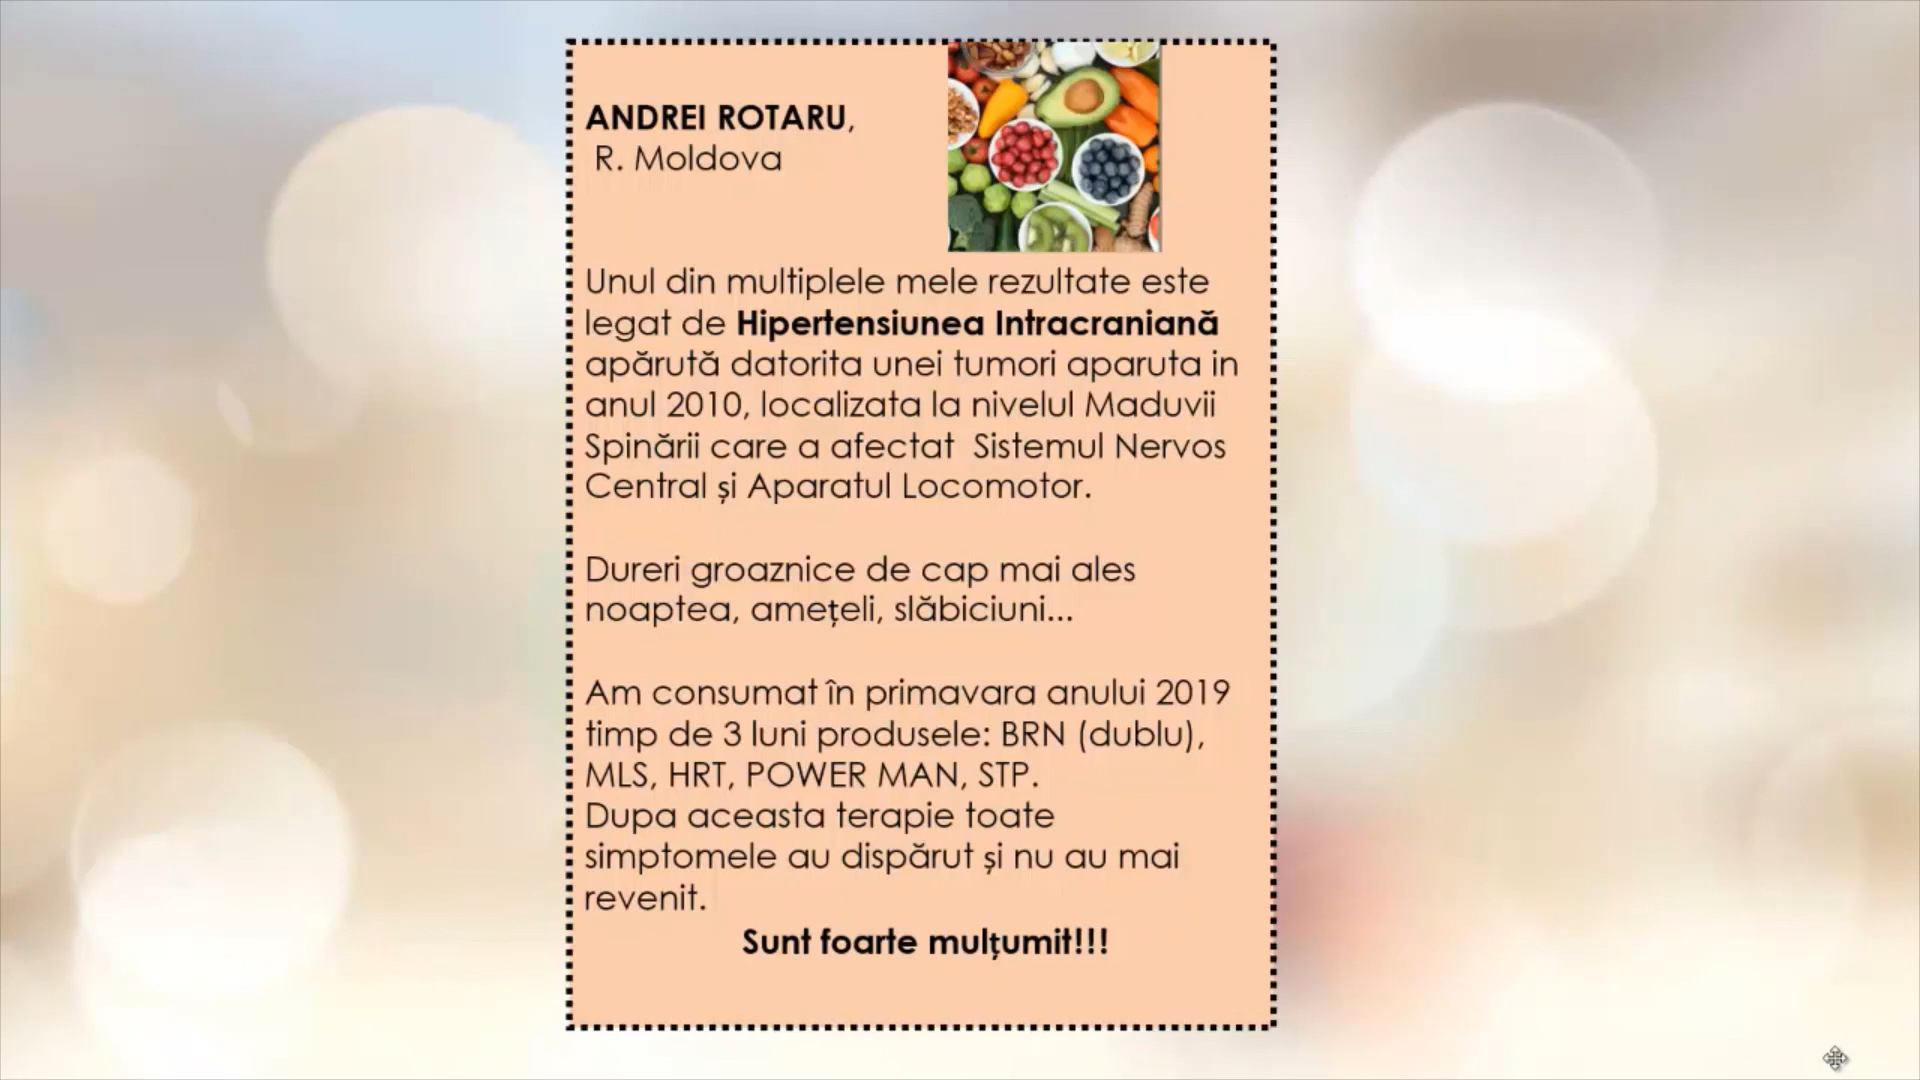 ANDREI ROTARU,
R. Moldova
Unul din multiplele mele rezultate este
legat de Hipertensiunea Intracraniană
apărută datorita unei tumori aparuta in
anul 2010, localizata la nivelul Maduvii
Spinării care a afectat Sistemul Nervos
Central și Aparatul Locomotor.
Dureri groaznice de cap mai ales
noaptea, amețeli, slăbiciuni...
Am consumat în primavara anului 2019
timp de 3 luni produsele: BRN (dublu),
MLS, HRT, POWER MAN, STP.
Dupa aceasta terapie toate
simptomele au dispărut și nu au mai
revenit.
Sunt foarte mulțumit!!!